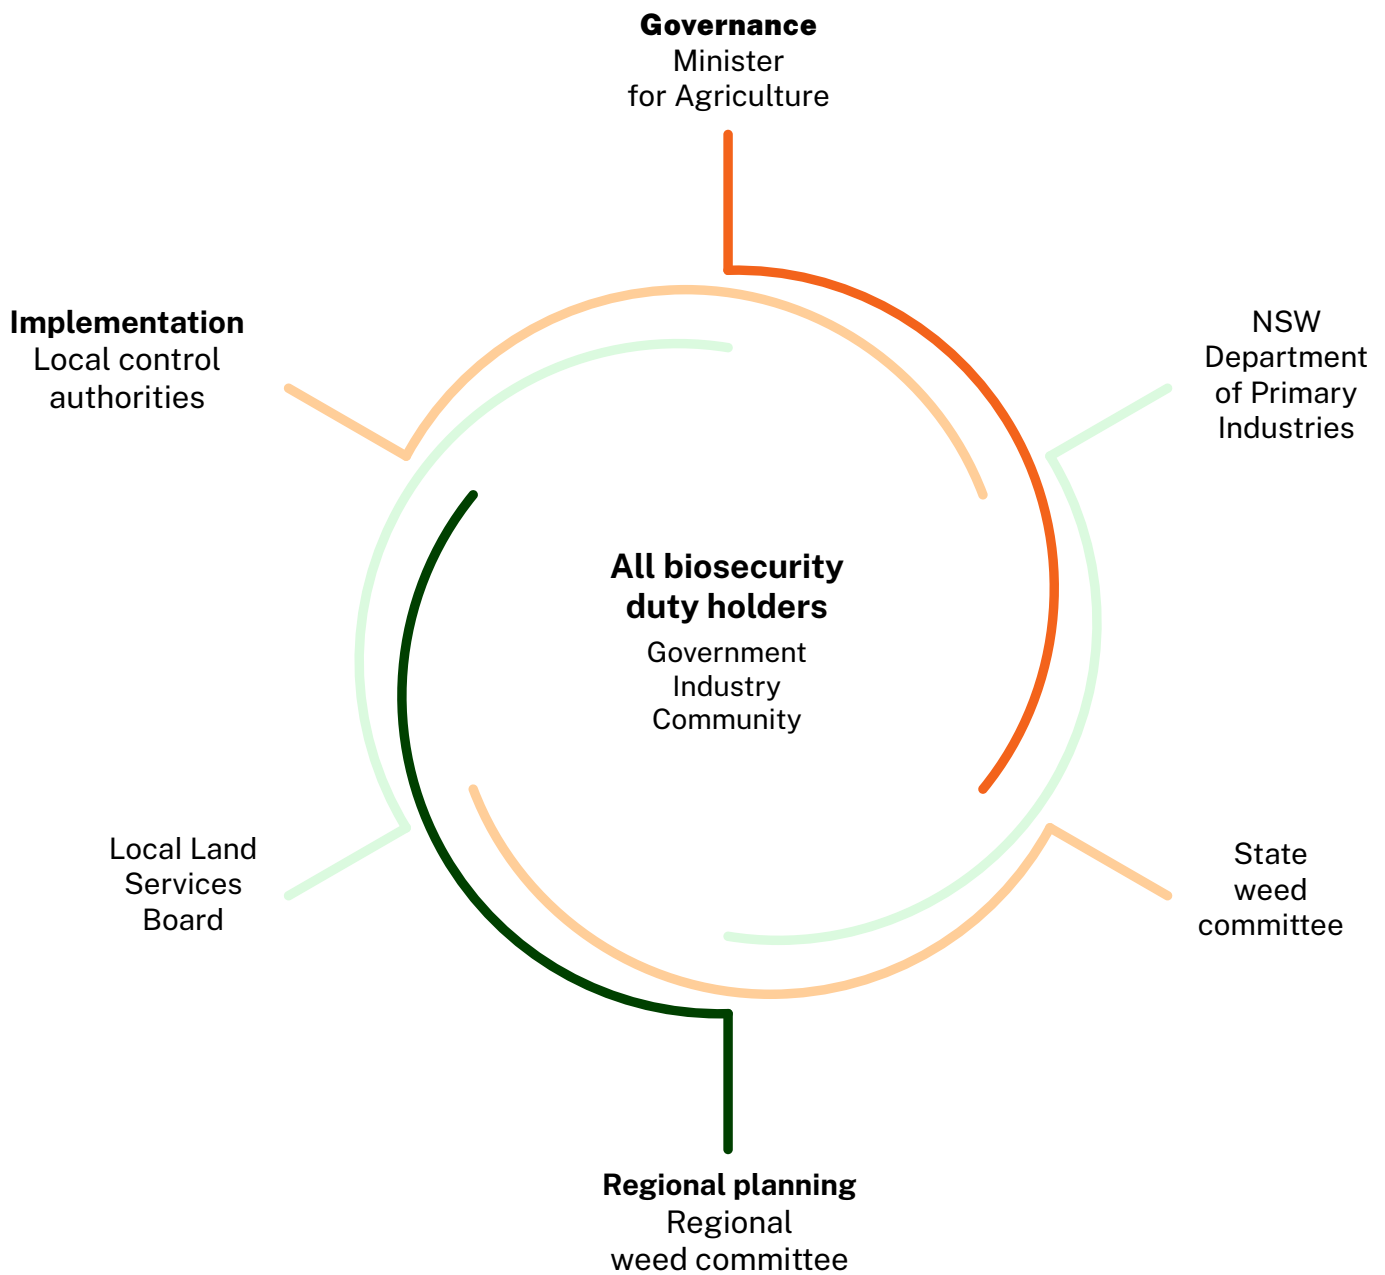 Governance
Minister
for Agriculture
Implementation
Local control
authorities
NSW
Department
of Primary
Industries
All biosecurity
duty holders
Government
Industry
Community
Local Land
Services
Board
State
weed
committee
Regional planning
Regional
weed committee